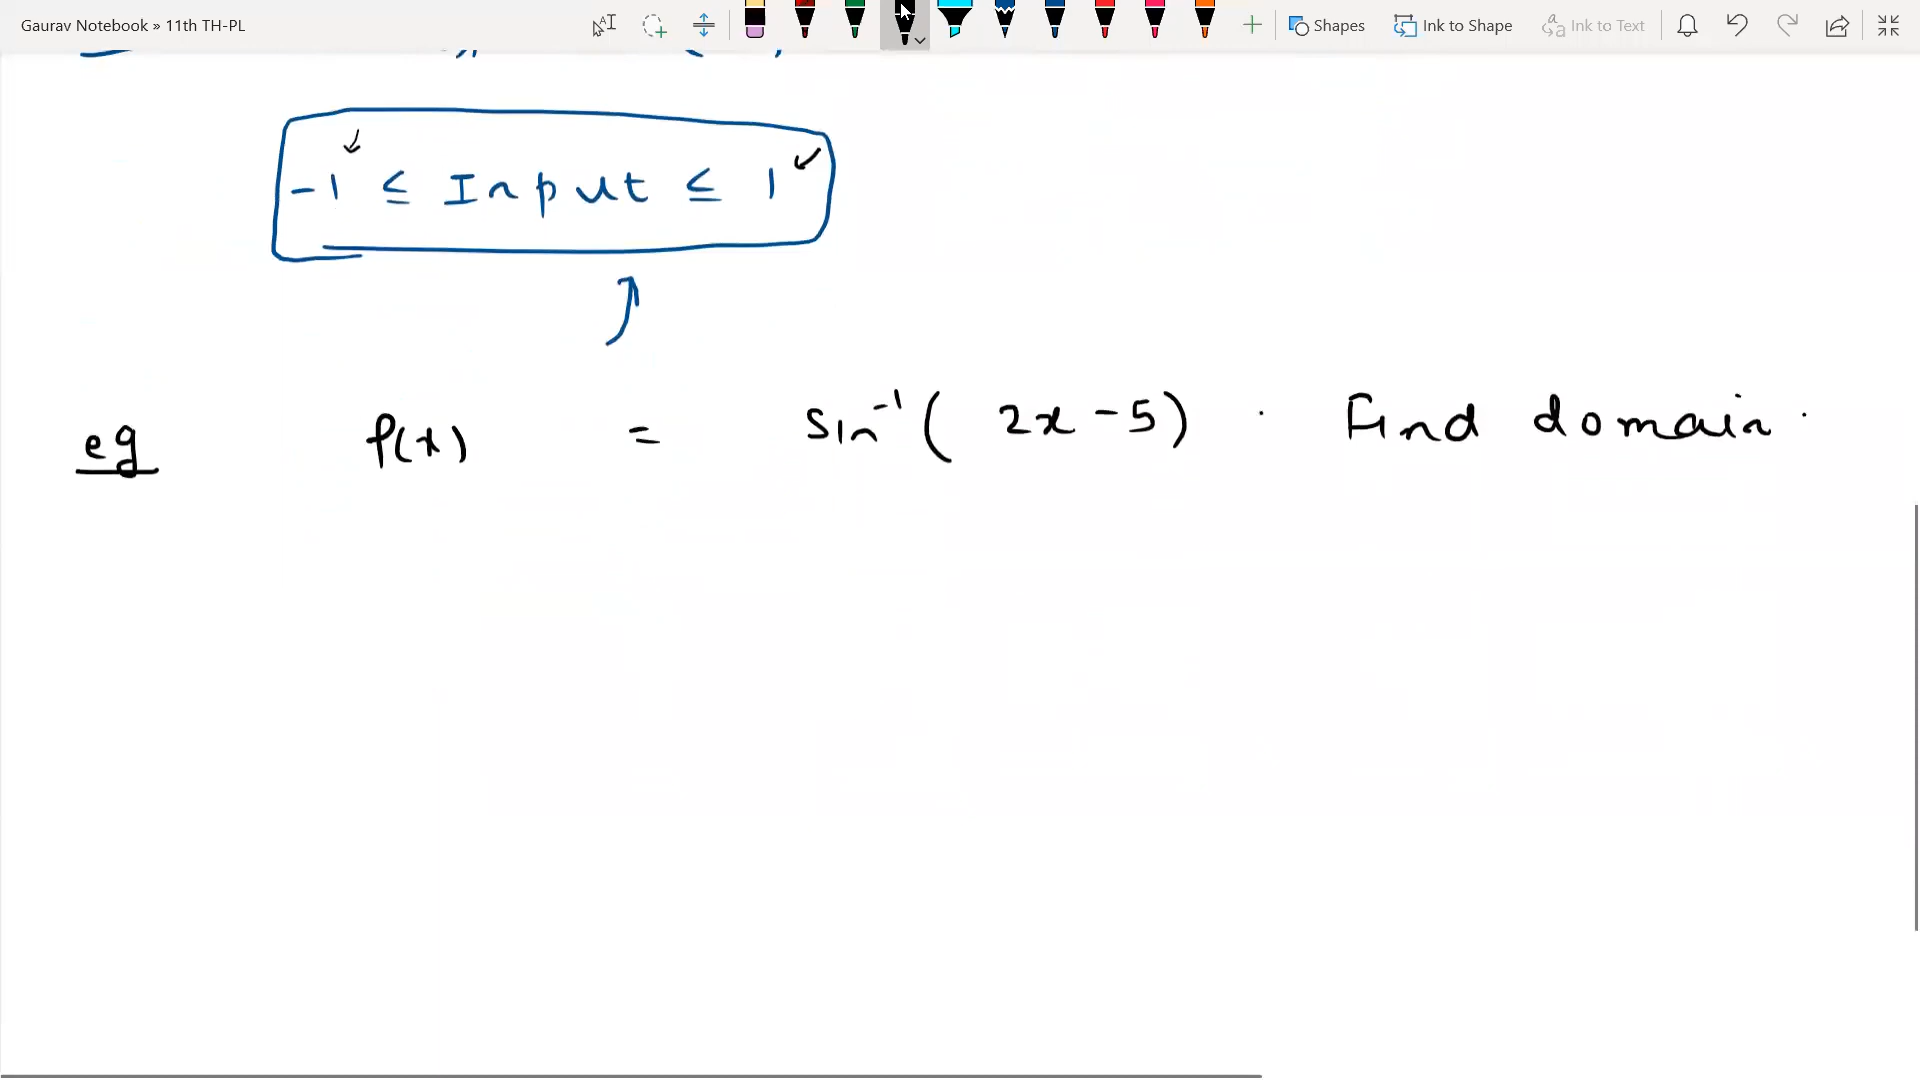 Gaurav Notebook » 11th TH-PL
Shapes
Ink to Shape
Ink to Text
-1 ≤ Input ≤ 1
eg f(x) = sin⁻¹( 2x - 5) . Find domain .